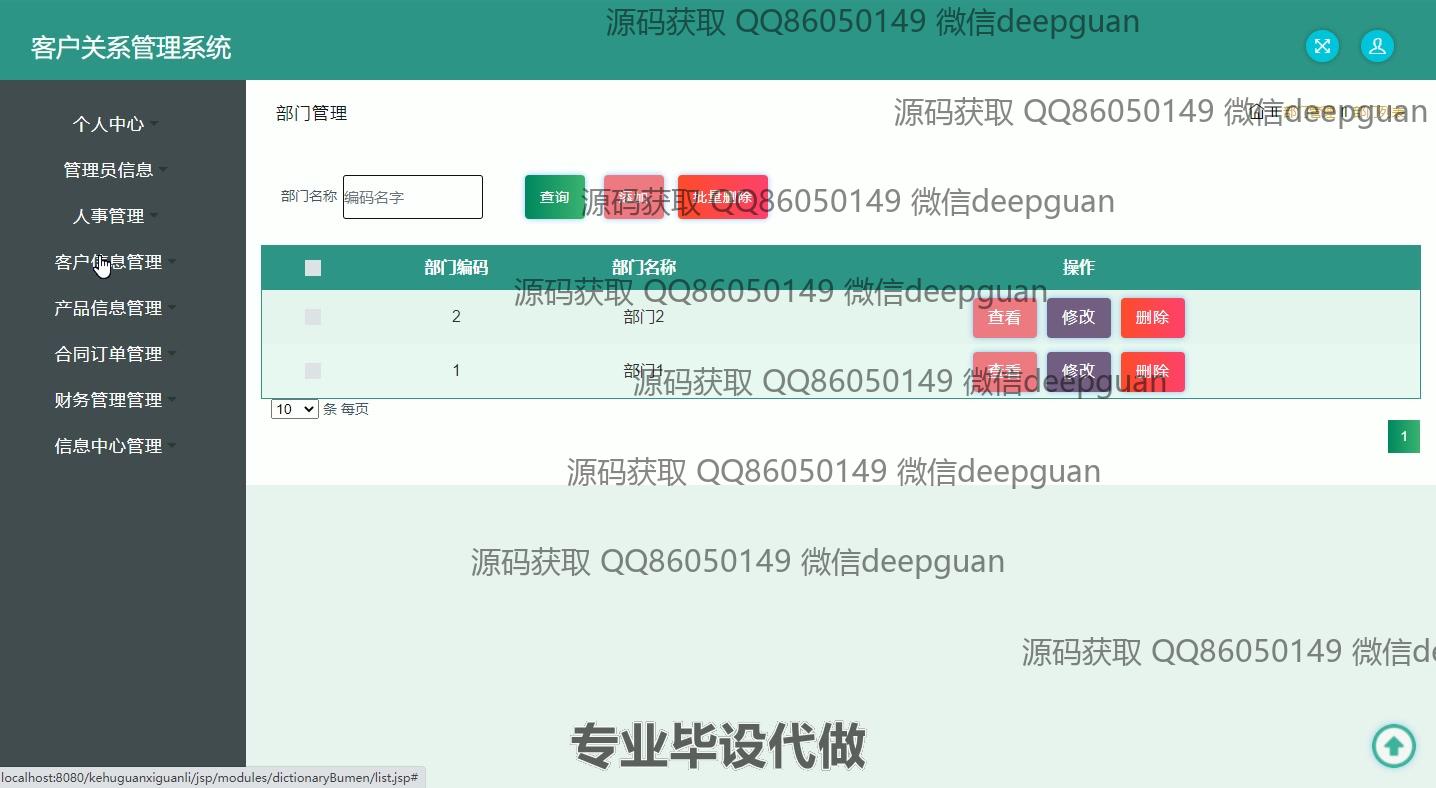 源码获取 QQ86050149 微信deepguan
客户关系管理系统
个人中心
管理员信息
人事管理
客户信息管理
产品信息管理
合同订单管理
财务管理管理
信息中心管理
部门管理
源码获取 QQ86050149 微信deepguan
部门名称 编码名字 查询 添加 批量删除
源码获取 QQ86050149 微信deepguan
部门编码 部门名称 操作
源码获取 QQ86050149 微信deepguan
2 部门2 查看 修改 删除
1 部门1 查看 修改 删除
源码获取 QQ86050149 微信deepguan
10 条 每页
1
源码获取 QQ86050149 微信deepguan
源码获取 QQ86050149 微信deepguan
源码获取 QQ86050149 微信de
专业毕设代做
localhost:8080/kehuguanxiguanli/jsp/modules/dictionaryBumen/list.jsp#